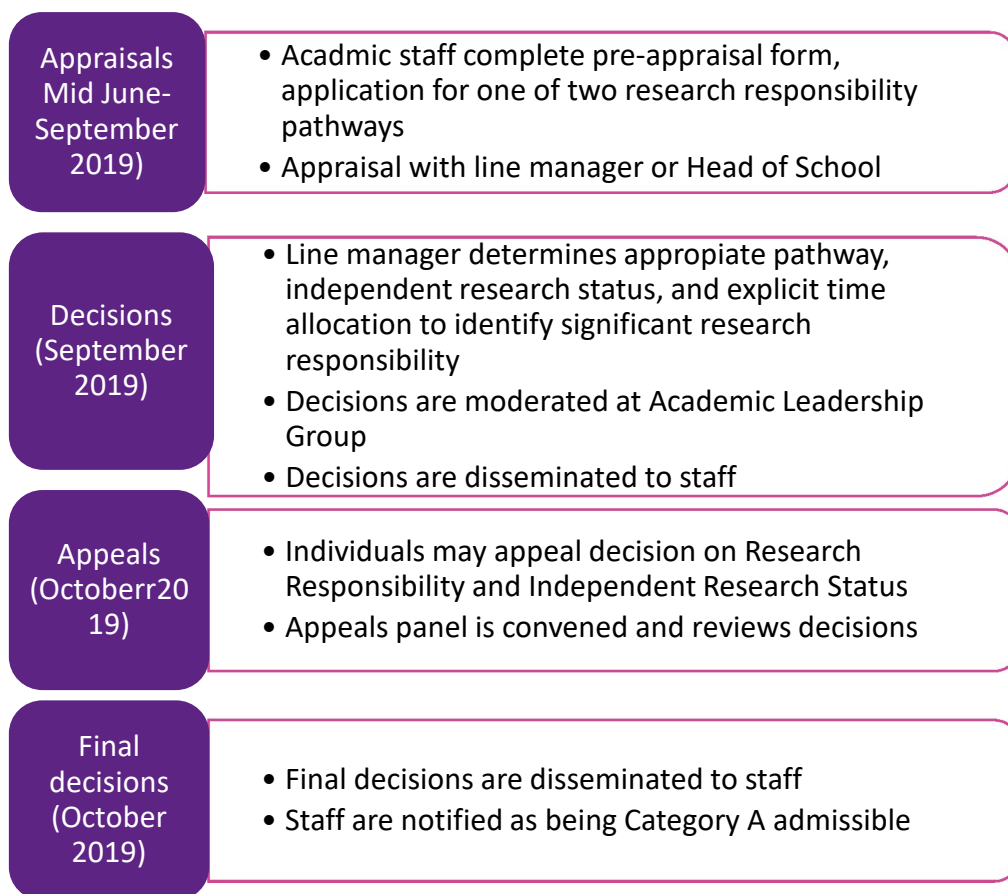 Appraisals
Mid June-
September
2019)
• Acadmic staff complete pre-appraisal form,
application for one of two research responsibility
pathways
• Appraisal with line manager or Head of School
Decisions
(September
2019)
• Line manager determines appropiate pathway,
independent research status, and explicit time
allocation to identify significant research
responsibility
• Decisions are moderated at Academic Leadership
Group
• Decisions are disseminated to staff
Appeals
(Octoberr20
19)
• Individuals may appeal decision on Research
Responsibility and Independent Research Status
• Appeals panel is convened and reviews decisions
Final
decisions
(October
2019)
• Final decisions are disseminated to staff
• Staff are notified as being Category A admissible